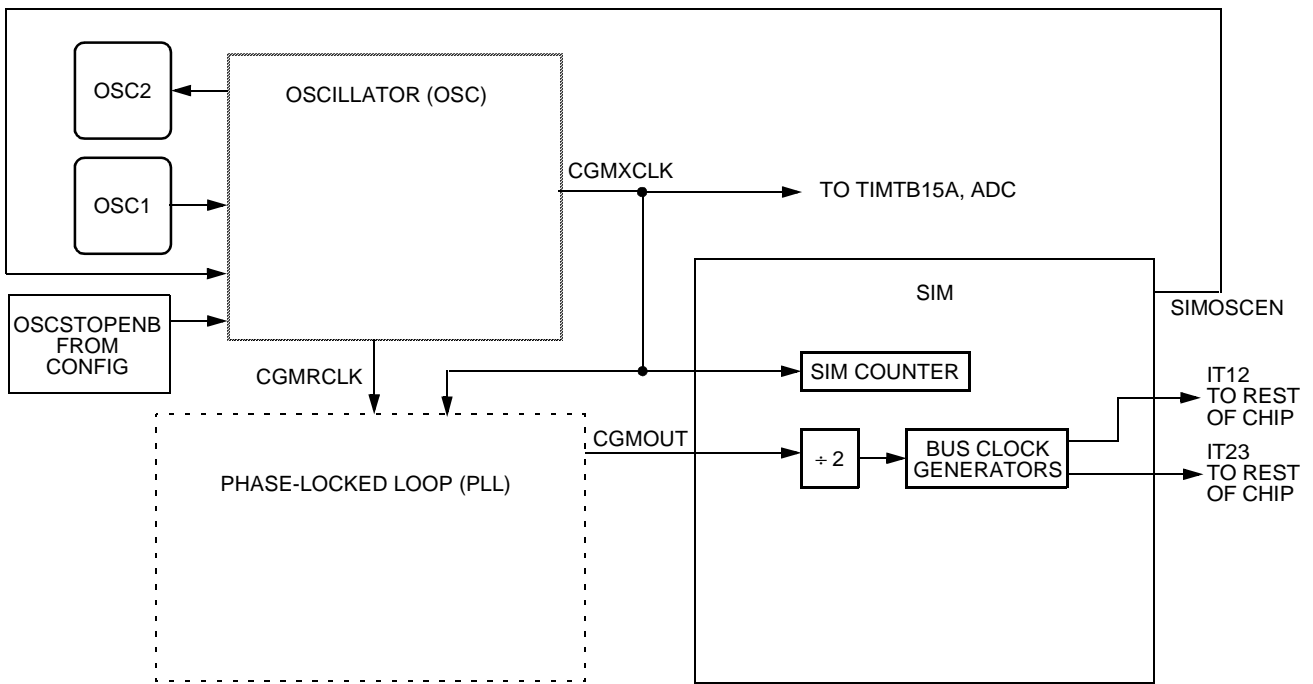 OSC2
OSCILLATOR (OSC)
CGMXCLK
OSC1
TO TIMTB15A, ADC
SIM
SIMOSCEN
OSCSTOPENB
FROM
CONFIG
CGMRCLK
SIM COUNTER
IT12
TO REST
OF CHIP
CGMOUT
÷ 2
BUS CLOCK
GENERATORS
IT23
TO REST
OF CHIP
PHASE-LOCKED LOOP (PLL)